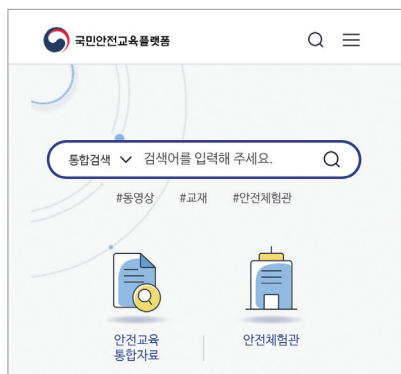 국민안전교육플랫폼
통합검색 검색어를 입력해 주세요.
#동영상 #교재 #안전체험관
안전교육
통합자료
안전체험관